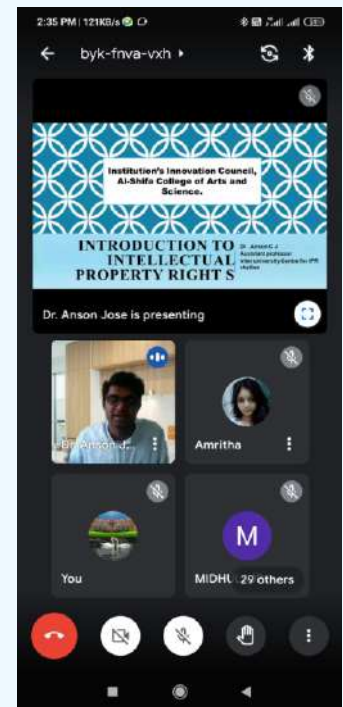 2:35 PM | 121KB/s
byk-fnva-vxh
Institution's Innovation Council,
Al-Shifa College of Arts and
Science.
INTRODUCTION TO
INTELLECTUAL
PROPERTY RIGHT S
Assistant professor
Dr. Anson Jose is presenting
Dr. Anson J...
Amritha
You
M
MIDHU
29 others